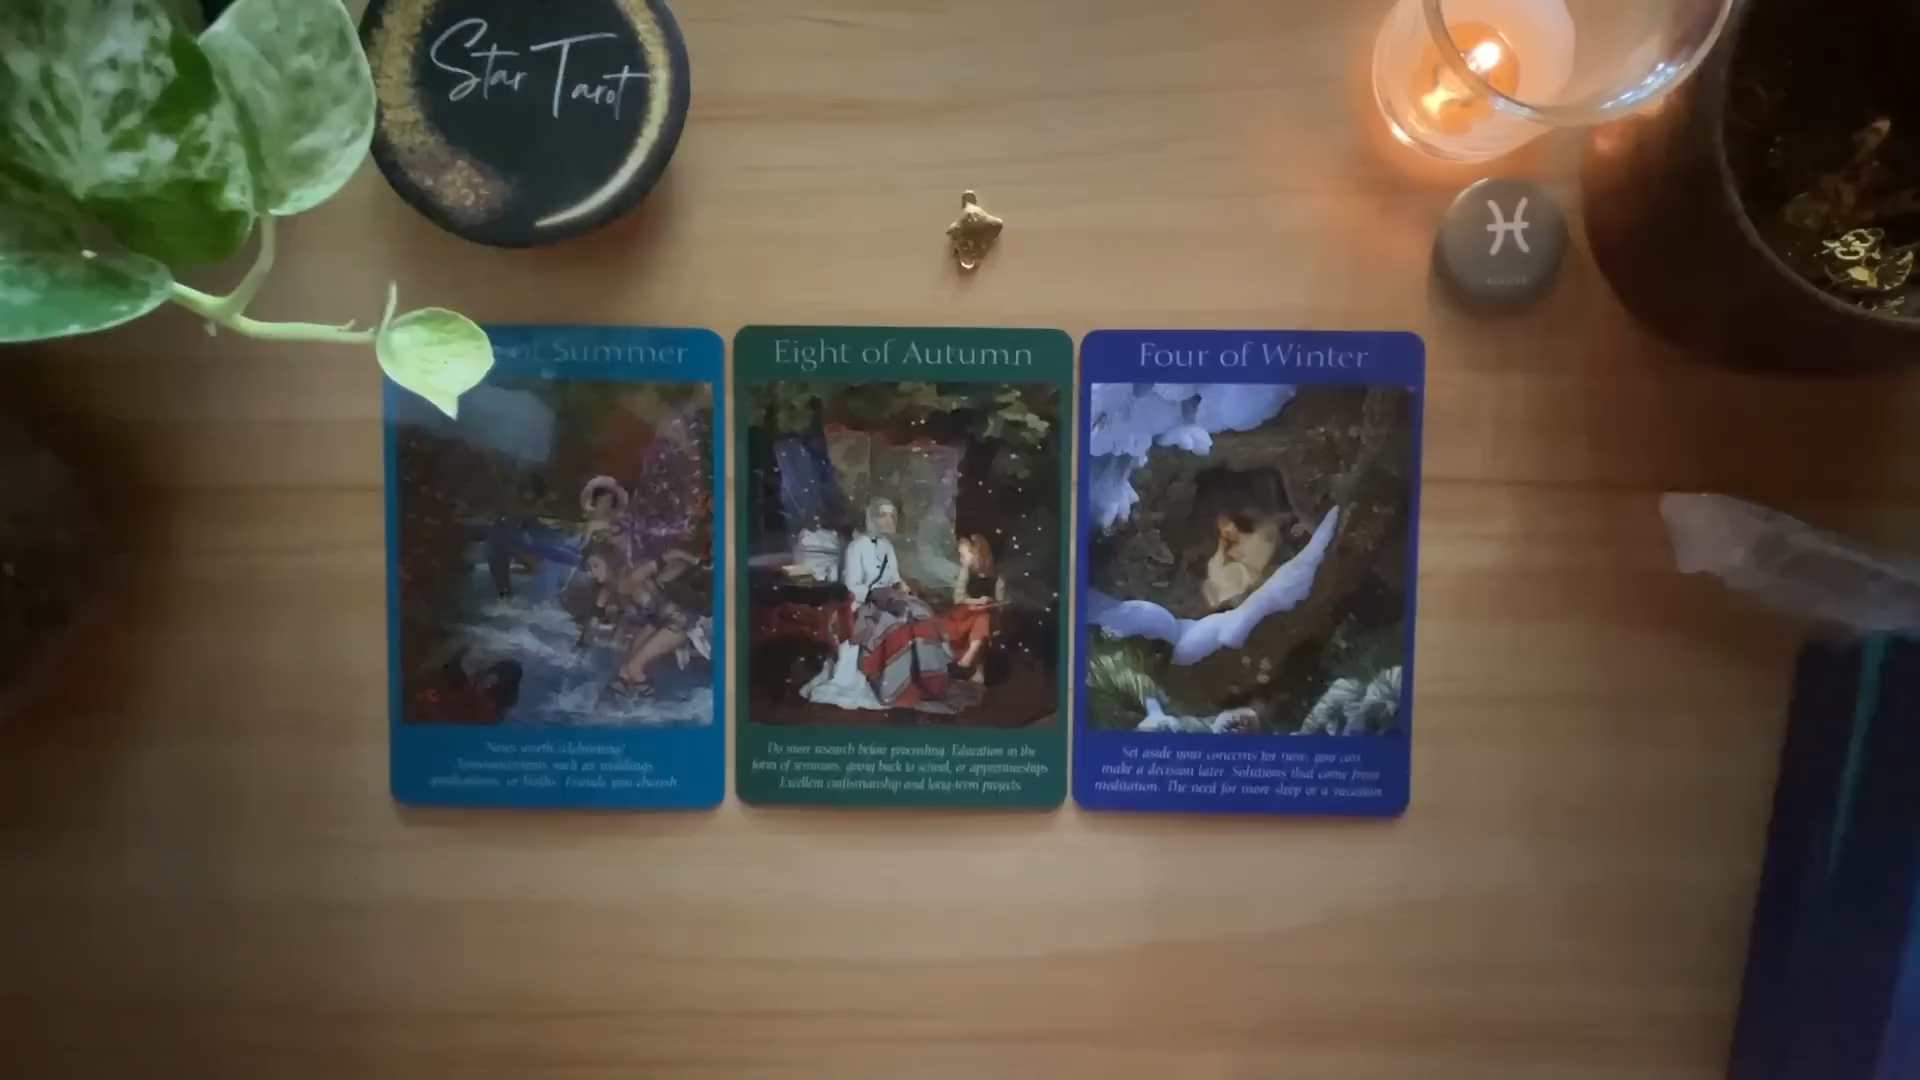 Star Tarot
of Summer
Eight of Autumn
Four of Winter
News worth celebrating!
Announcements such as weddings,
graduations, or births. Friends you cherish
Do more research before proceeding. Education in the
form of seminars, going back to school, or apprenticeships
Excellent craftsmanship and long-term projects
Set aside your concerns for now; you can
make a decision later. Solutions that come from
meditation. The need for more sleep or a vacation